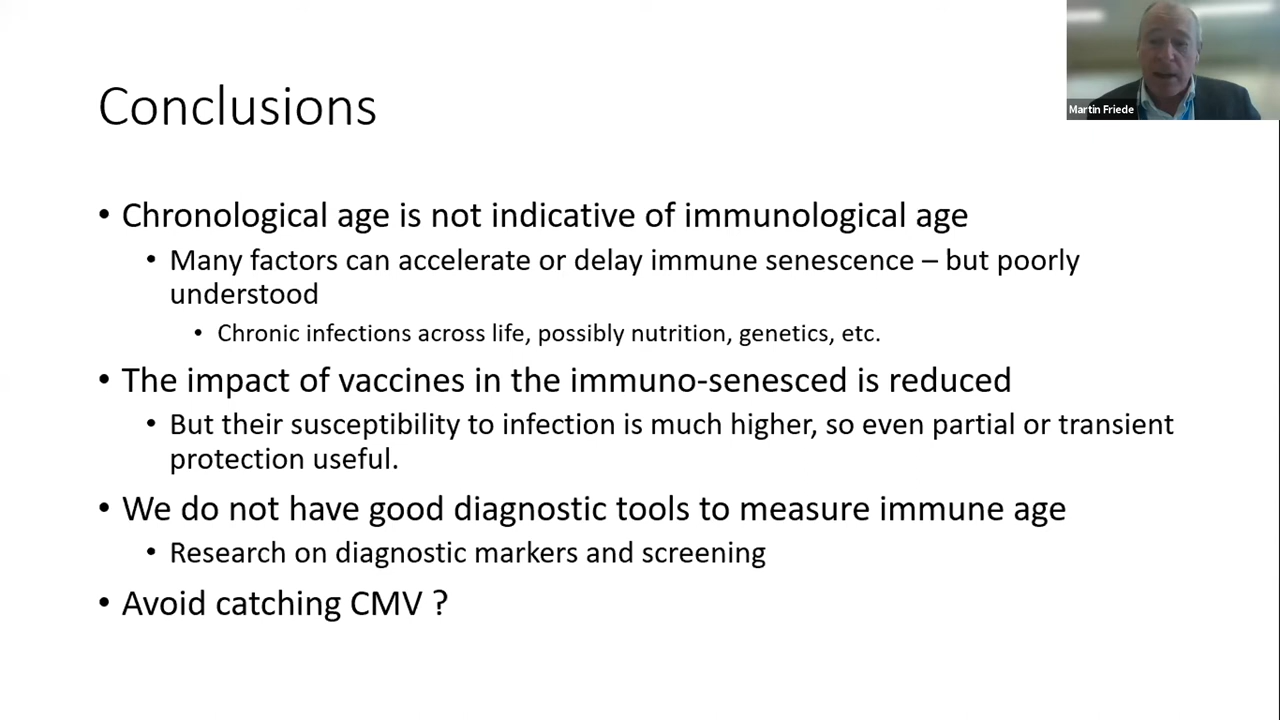 Conclusions
Martin Friede
• Chronological age is not indicative of immunological age
• Many factors can accelerate or delay immune senescence – but poorly
understood
• Chronic infections across life, possibly nutrition, genetics, etc.
• The impact of vaccines in the immuno-senesced is reduced
• But their susceptibility to infection is much higher, so even partial or transient
protection useful.
• We do not have good diagnostic tools to measure immune age
• Research on diagnostic markers and screening
• Avoid catching CMV ?